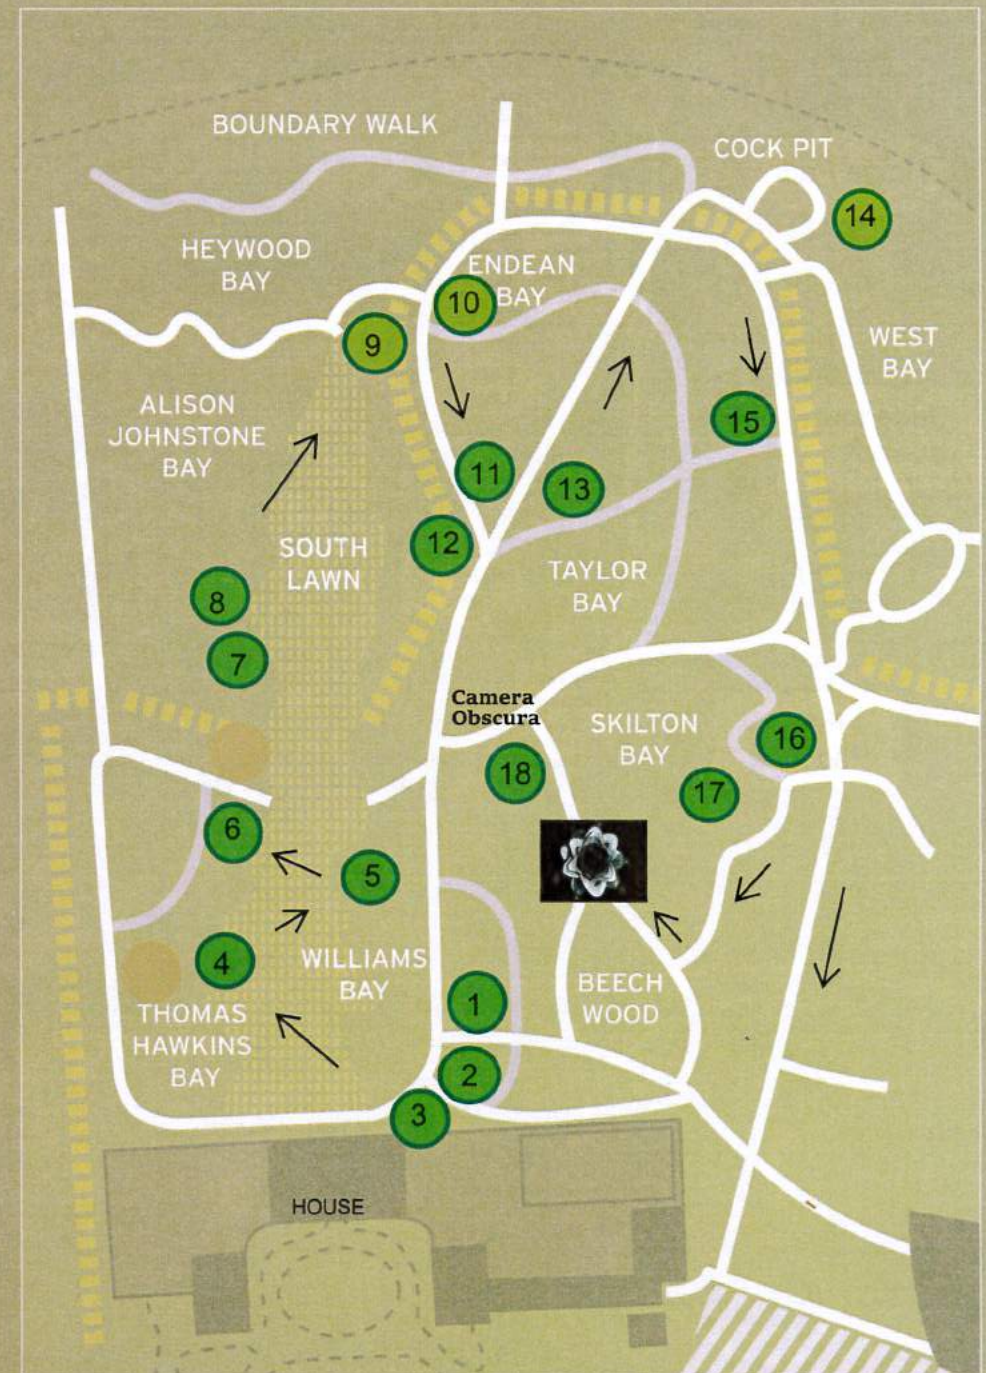 BOUNDARY WALK
COCK PIT
14
HEYWOOD
BAY
ENDEAN
BAY
10
9
WEST
BAY
ALISON
JOHNSTONE
BAY
15
11
13
12
SOUTH
LAWN
TAYLOR
BAY
8
7
Camera
Obscura
SKILTON
BAY
16
18
17
6
5
4
WILLIAMS
BAY
BEECH
WOOD
1
THOMAS
HAWKINS
BAY
2
3
HOUSE